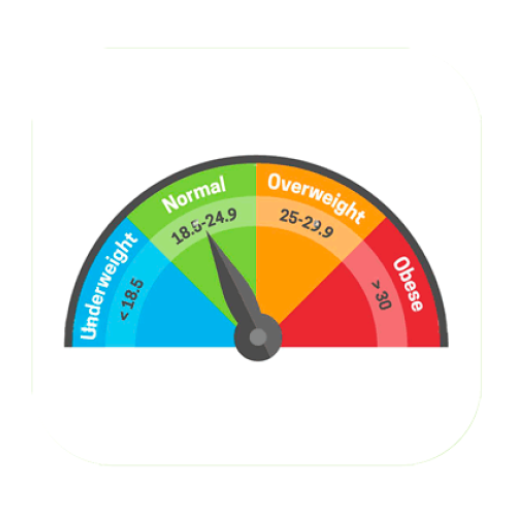 Underweight
< 18.5
Normal
18.5-24.9
Overweight
25-29.9
Obese
> 30